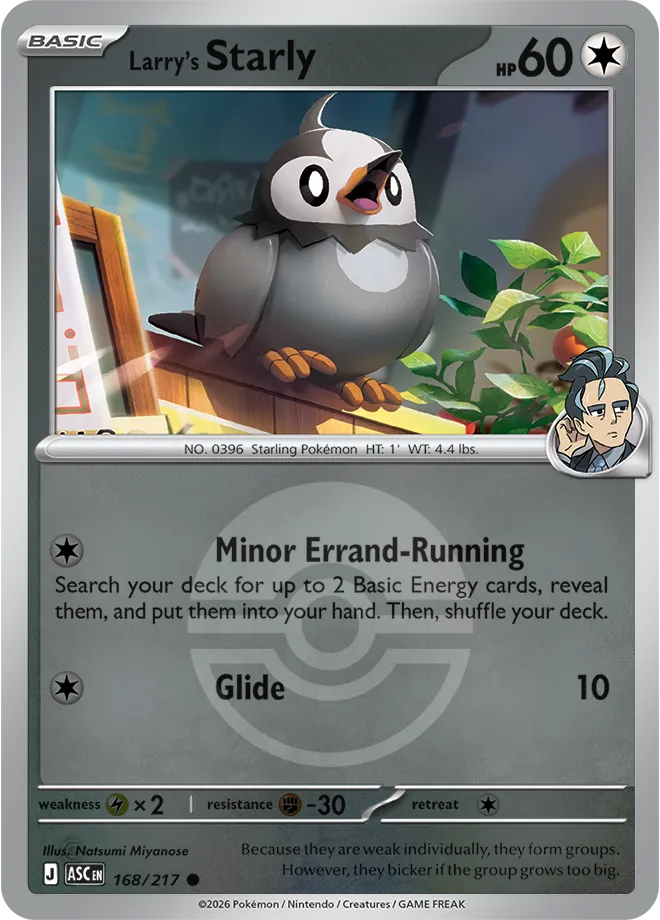 BASIC Larry's Starly HP 60
NO. 0396 Starling Pokémon HT: 1' WT: 4.4 lbs.
Minor Errand-Running
Search your deck for up to 2 Basic Energy cards, reveal
them, and put them into your hand. Then, shuffle your deck.
Glide 10
weakness ×2 resistance -30 retreat
Illus. Natsumi Miyanose
Because they are weak individually, they form groups.
However, they bicker if the group grows too big.
J ASC EN 168/217
©2026 Pokémon / Nintendo / Creatures / GAME FREAK